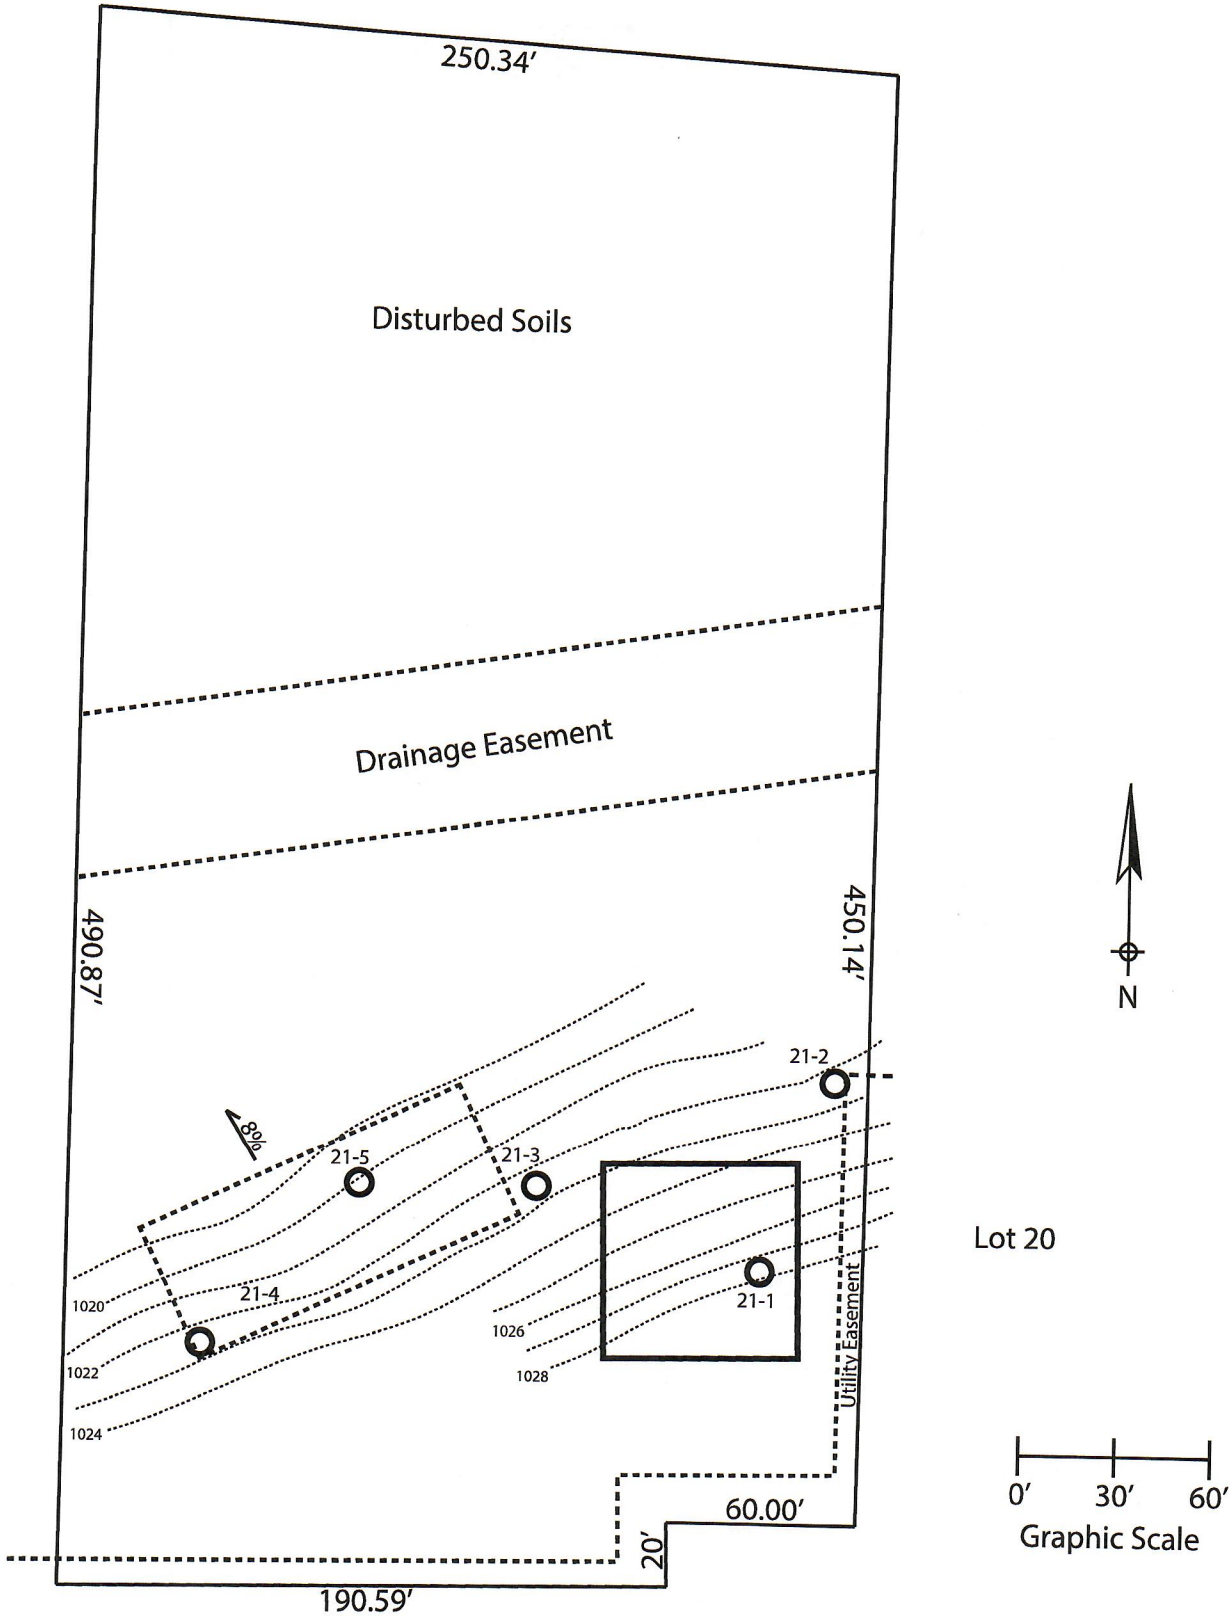 250.34′
Disturbed Soils
Drainage Easement
490.87′
450.14′
N
21-2
8%
21-5
21-3
Lot 20
21-4
21-1
1020
1026
1022
1028
1024
Utility Easement
0′ 30′ 60′
Graphic Scale
60.00′
20′
190.59′